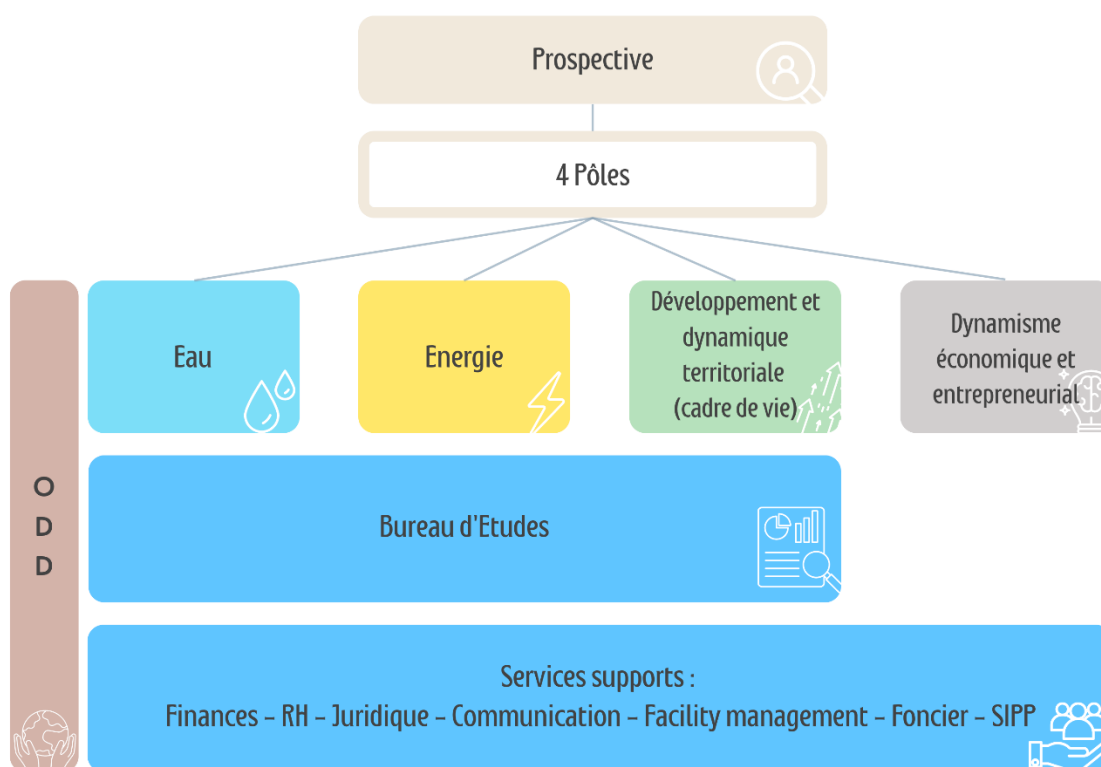 Prospective
4 Pôles
Eau
Energie
Développement et
dynamique
territoriale
(cadre de vie)
Dynamisme
économique et
entrepreneurial
O
D
D
Bureau d'Etudes
Services supports :
Finances – RH – Juridique – Communication – Facility management – Foncier – SIPP